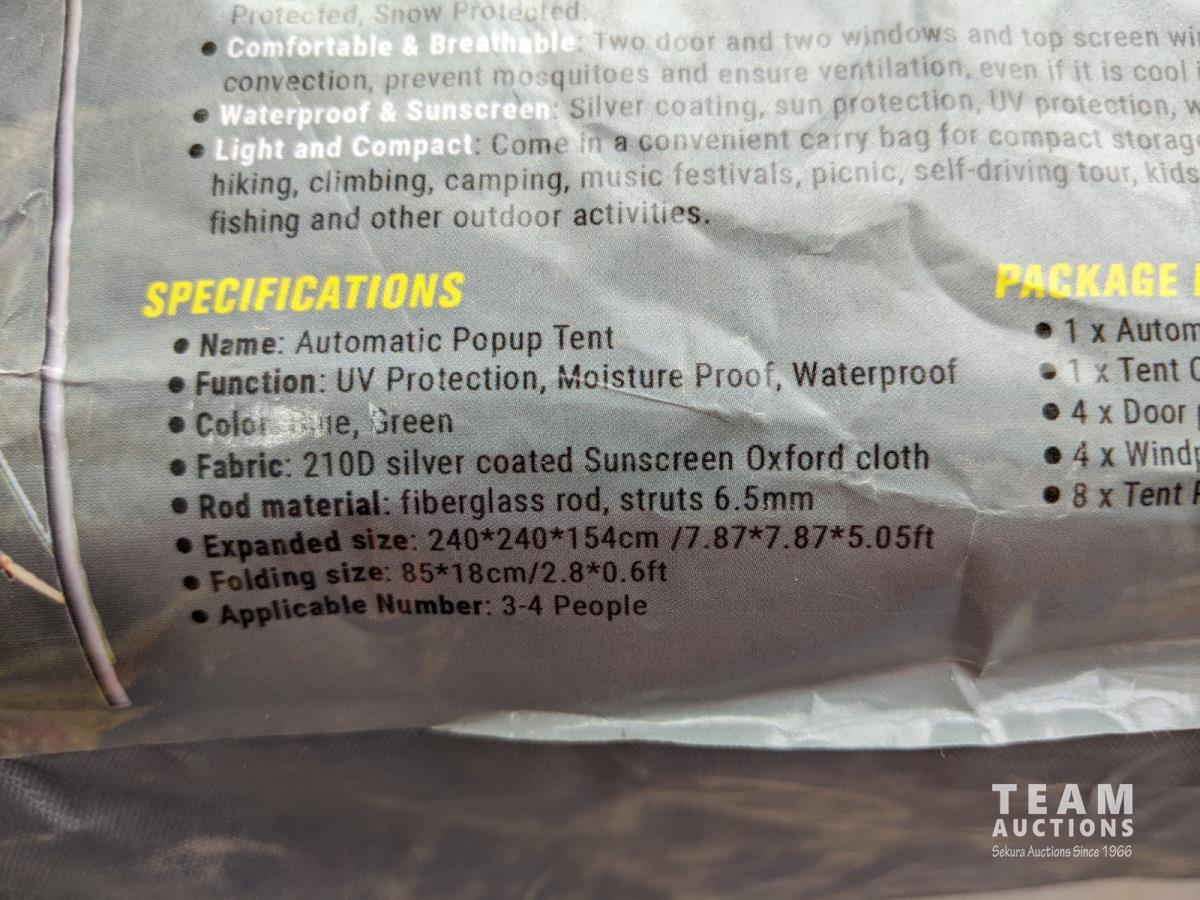 Protected, Snow Protected.
• Comfortable & Breathable: Two door and two windows and top screen
convection, prevent mosquitoes and ensure ventilation, even if it is cool
• Waterproof & Sunscreen: Silver coating, sun protection, UV protection,
• Light and Compact: Come in a convenient carry bag for compact
hiking, climbing, camping, music festivals, picnic, self-driving tour, kids
fishing and other outdoor activities.
SPECIFICATIONS
• Name: Automatic Popup Tent
• Function: UV Protection, Moisture Proof, Waterproof
• Color Green
• Fabric: 210D silver coated Sunscreen Oxford cloth
• Rod material: fiberglass rod, struts 6.5mm
• Expanded size: 240*240*154cm /7.87*7.87*5.05ft
• Folding size: 85*18cm/2.8*0.6ft
• Applicable Number: 3-4 People
PACKAGE
• 1 x
• 1 x Tent
• 4 x Door
• 4 x
• 8 x Tent
TEAM
AUCTIONS
Sekura Auctions Since 1966